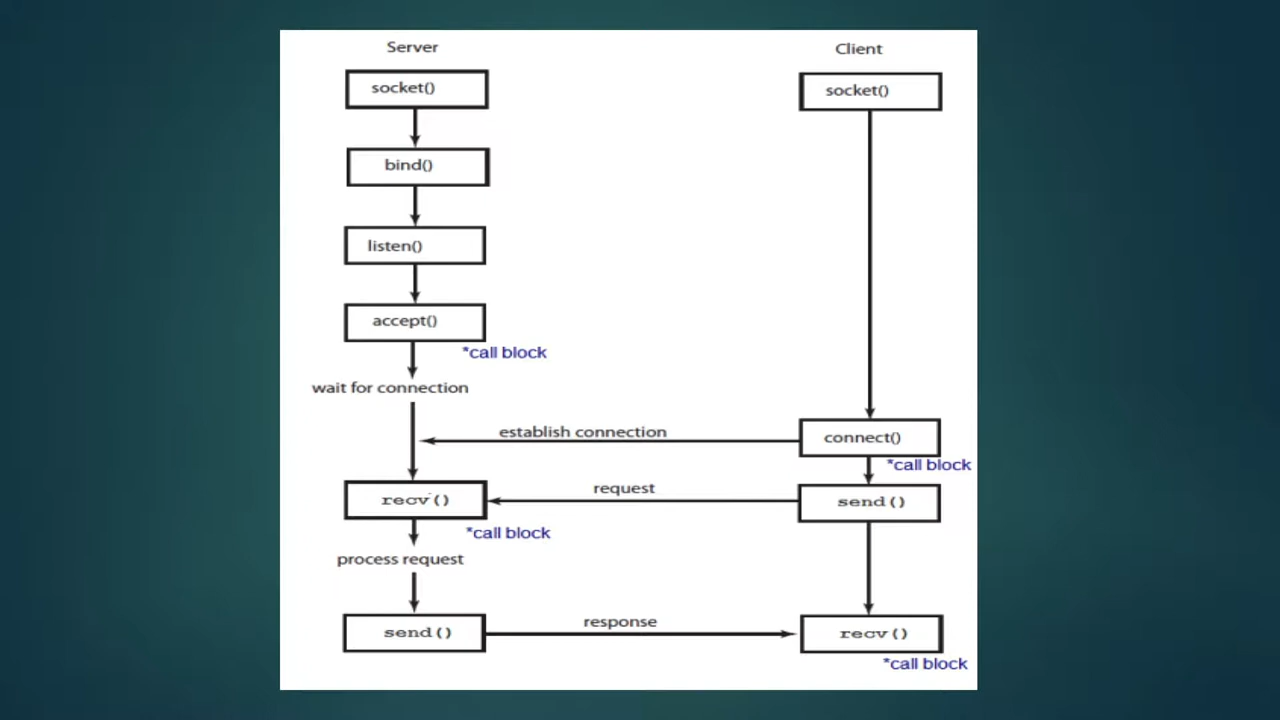 Server
Client
socket()
socket()
bind()
listen()
accept()
*call block
wait for connection
establish connection
connect()
*call block
request
recv()
send()
*call block
process request
response
send()
recv()
*call block